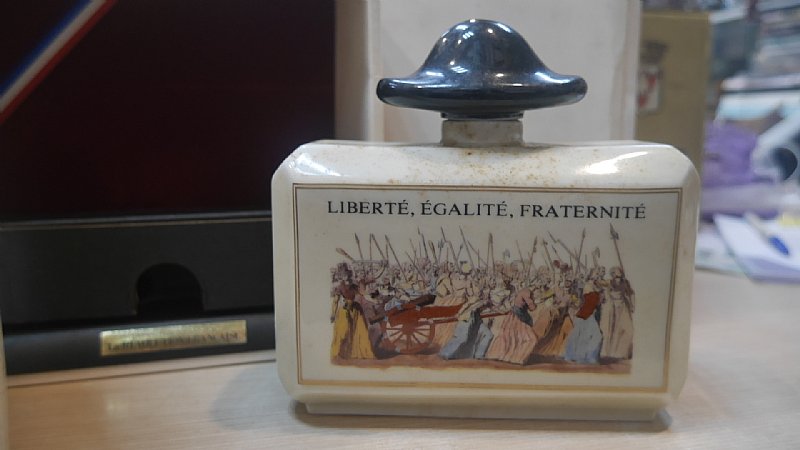 LIBERTÉ, ÉGALITÉ, FRATERNITÉ